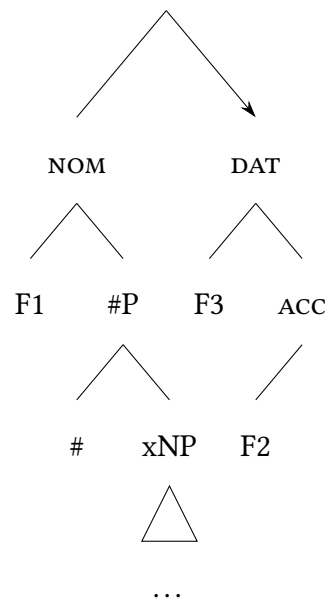 NOM DAT
F1 #P F3 ACC
# xNP F2
...